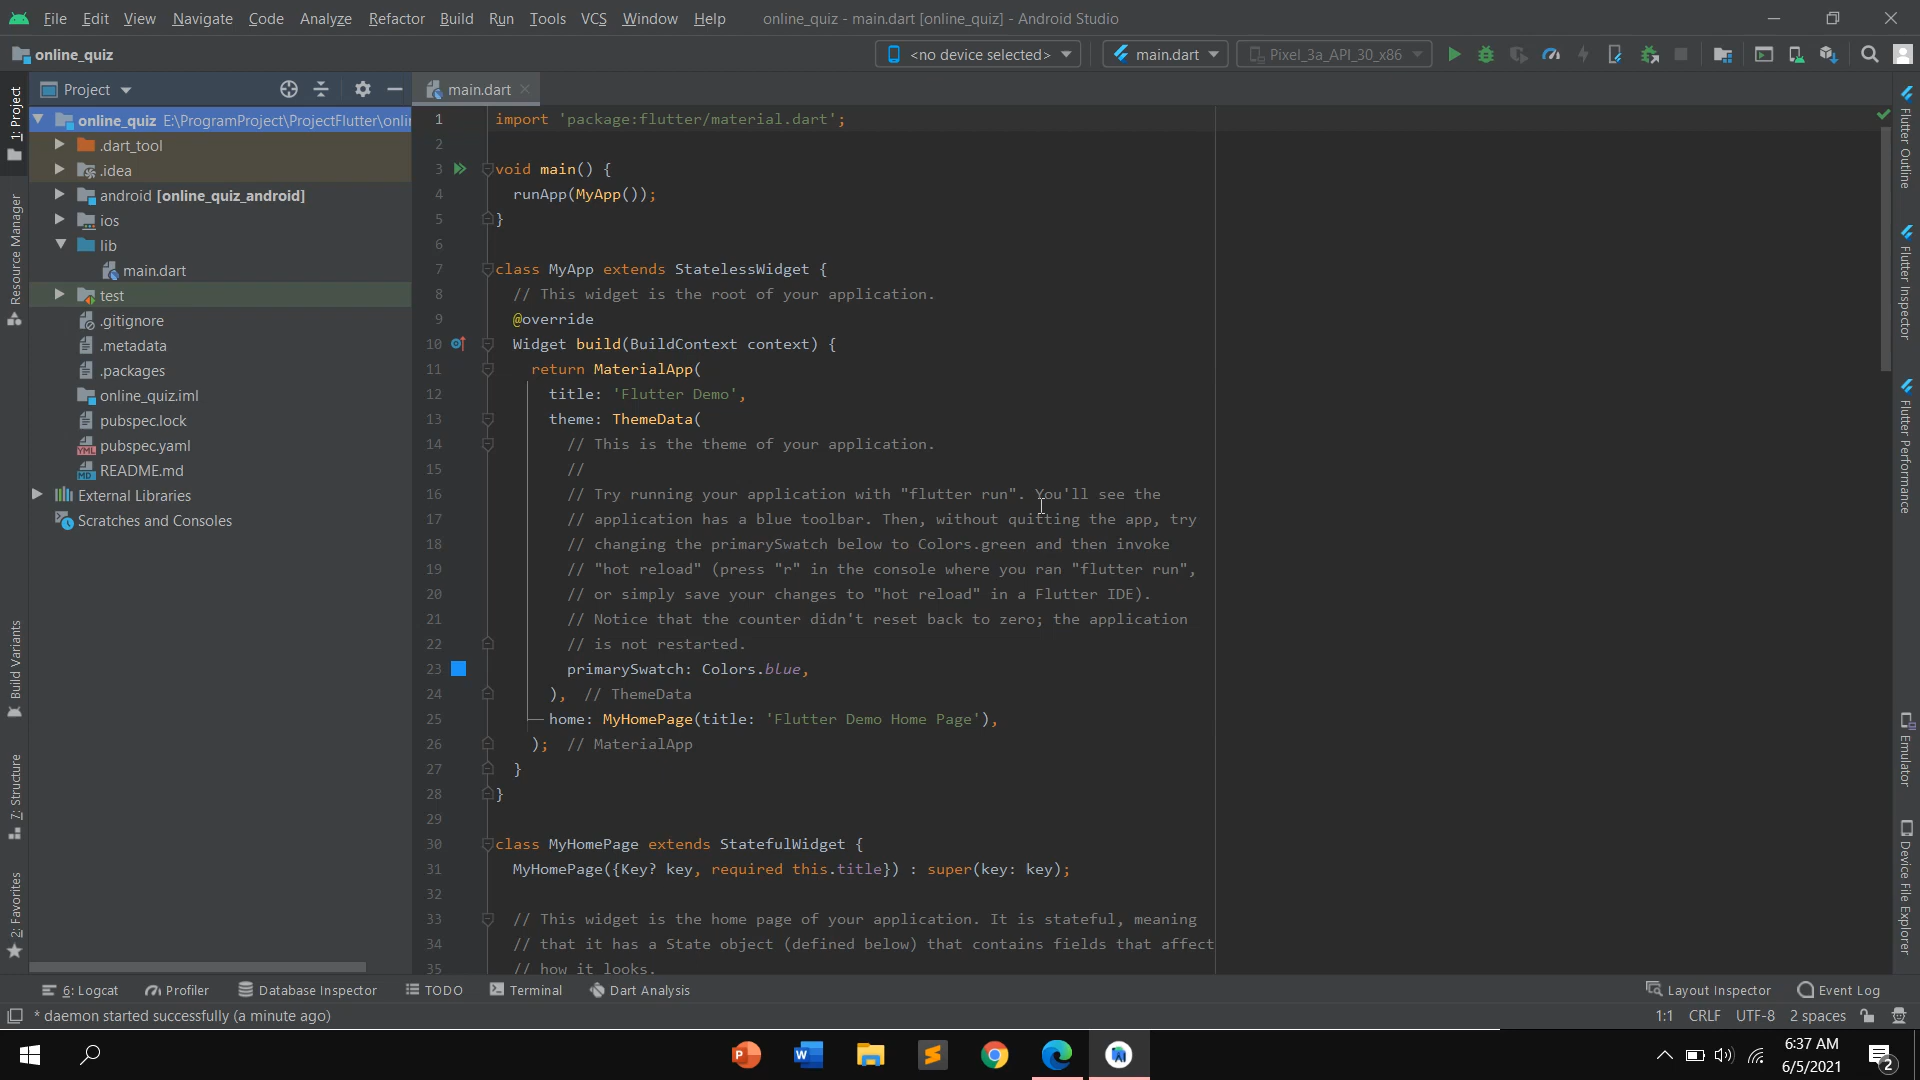 File Edit View Navigate Code Analyze Refactor Build Run Tools VCS Window Help online_quiz - main.dart [online_quiz] - Android Studio
online_quiz <no device selected> main.dart Pixel_3a_API_30_x86
Project main.dart
online_quiz E:\ProgramProject\ProjectFlutter\onli
.dart_tool
.idea
android [online_quiz_android]
ios
lib
main.dart
test
.gitignore
.metadata
.packages
online_quiz.iml
pubspec.lock
pubspec.yaml
README.md
External Libraries
Scratches and Consoles
1: Project
Resource Manager
Build Variants
7: Structure
2: Favorites
1 import 'package:flutter/material.dart';
2
3 void main() {
4 runApp(MyApp());
5 }
6
7 class MyApp extends StatelessWidget {
8 // This widget is the root of your application.
9 @override
10 Widget build(BuildContext context) {
11 return MaterialApp(
12 title: 'Flutter Demo',
13 theme: ThemeData(
14 // This is the theme of your application.
15 //
16 // Try running your application with "flutter run". You'll see the
17 // application has a blue toolbar. Then, without quitting the app, try
18 // changing the primarySwatch below to Colors.green and then invoke
19 // "hot reload" (press "r" in the console where you ran "flutter run",
20 // or simply save your changes to "hot reload" in a Flutter IDE).
21 // Notice that the counter didn't reset back to zero; the application
22 // is not restarted.
23 primarySwatch: Colors.blue,
24 ), // ThemeData
25 home: MyHomePage(title: 'Flutter Demo Home Page'),
26 ); // MaterialApp
27 }
28 }
29
30 class MyHomePage extends StatefulWidget {
31 MyHomePage({Key? key, required this.title}) : super(key: key);
32
33 // This widget is the home page of your application. It is stateful, meaning
34 // that it has a State object (defined below) that contains fields that affect
35 // how it looks.
Flutter Outline
Flutter Inspector
Flutter Performance
Emulator
Device File Explorer
6: Logcat Profiler Database Inspector TODO Terminal Dart Analysis Layout Inspector Event Log
* daemon started successfully (a minute ago) 1:1 CRLF UTF-8 2 spaces
6:37 AM
6/5/2021
2